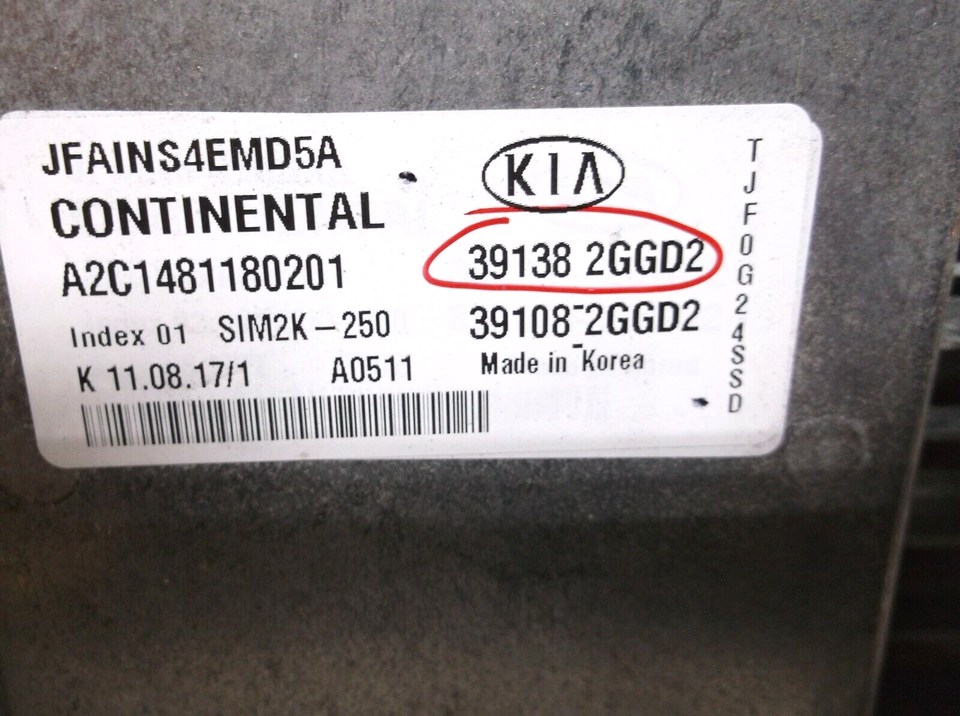 JFAINS4EMD5A
CONTINENTAL
A2C1481180201
Index 01 SIM2K-250
K 11.08.17/1 A0511
KIA
39138 2GGD2
39108-2GGD2
Made in Korea
TJF0G24SSD